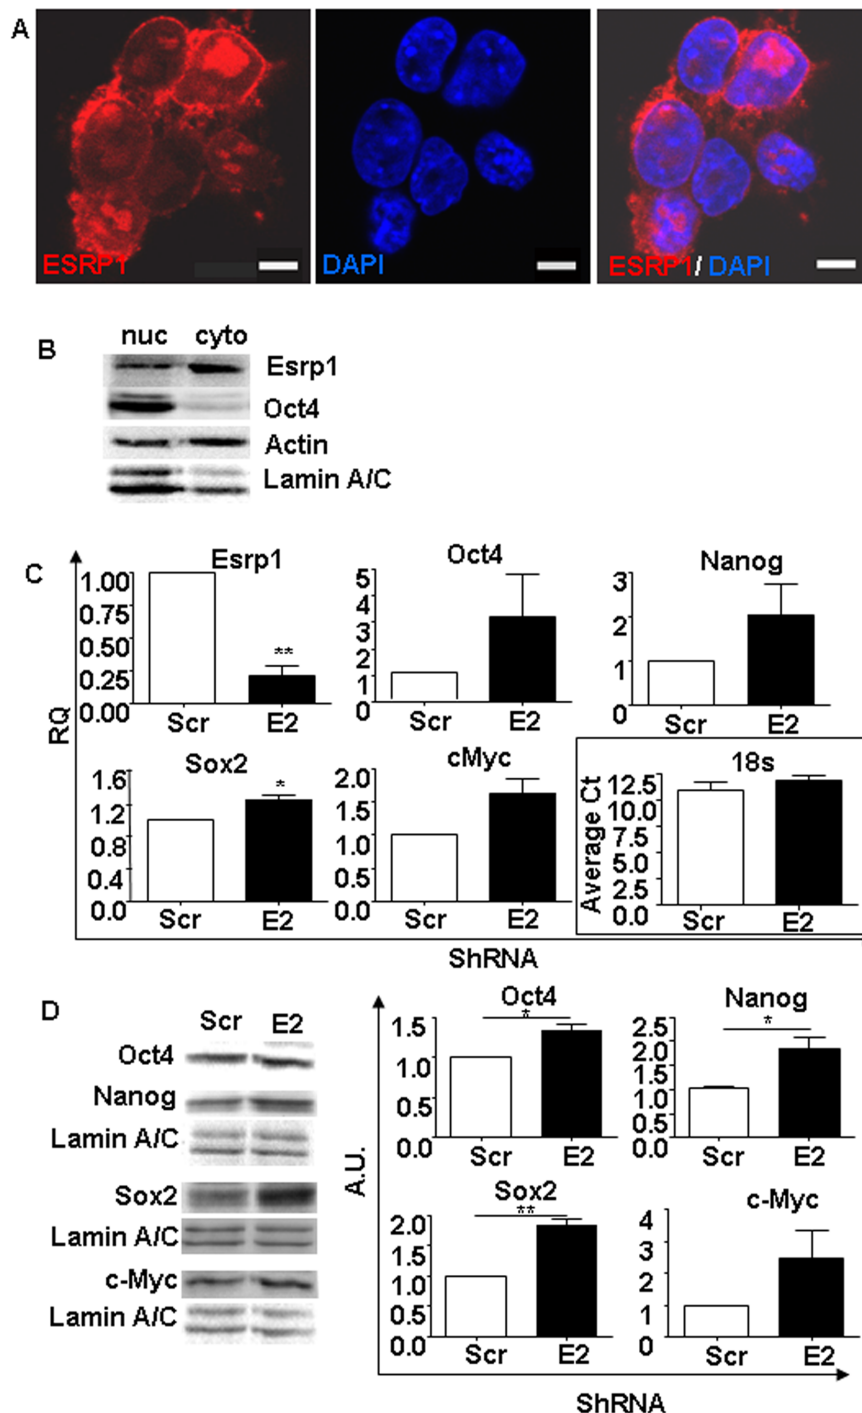 A
ESRP1
DAPI
ESRP1/ DAPI
B
nuc cyto
Esrp1
Oct4
Actin
Lamin A/C
C
RQ
Esrp1
1.00
0.75
0.50
0.25
0.00
**
Scr E2
Oct4
5
4
3
2
1
0
Scr E2
Nanog
3
2
1
0
Scr E2
Sox2
1.6
1.2
0.8
0.4
0.0
*
Scr E2
cMyc
2.0
1.5
1.0
0.5
0.0
Scr E2
18s
Average Ct
12.5
10.0
7.5
5.0
2.5
0.0
Scr E2
ShRNA
D
Scr E2
Oct4
Nanog
Lamin A/C
Sox2
Lamin A/C
c-Myc
Lamin A/C
A.U.
Oct4
1.5
1.0
0.5
0.0
*
Scr E2
Nanog
2.5
2.0
1.5
1.0
0.5
0.0
*
Scr E2
Sox2
2.0
1.5
1.0
0.5
0.0
**
Scr E2
c-Myc
4
3
2
1
0
Scr E2
ShRNA